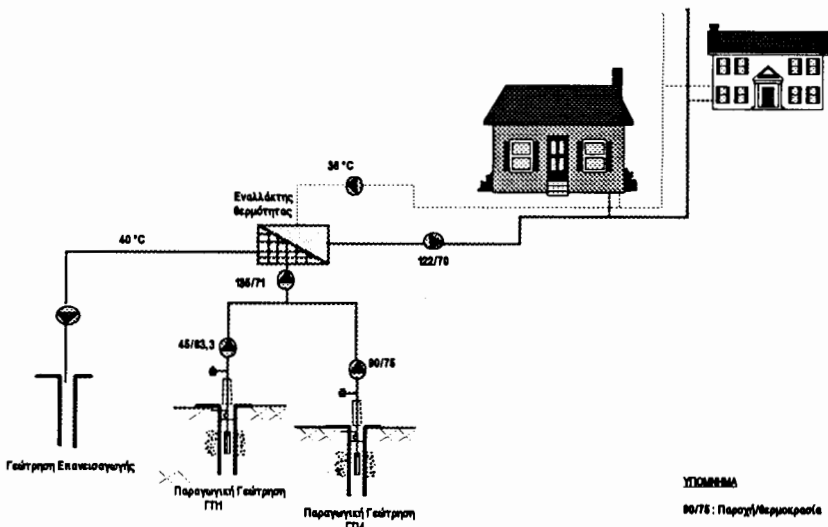 36 °C
Εναλλάκτης
θερμότητας
40 °C
122/70
135/71
45/63,3
90/75
Γεώτρηση Επανεισαγωγής
Παραγωγική Γεώτρηση
ΓΤΗ
Παραγωγική Γεώτρηση
ΥΠΟΜΝΗΜΑ
90/75 : Παροχή/θερμοκρασία